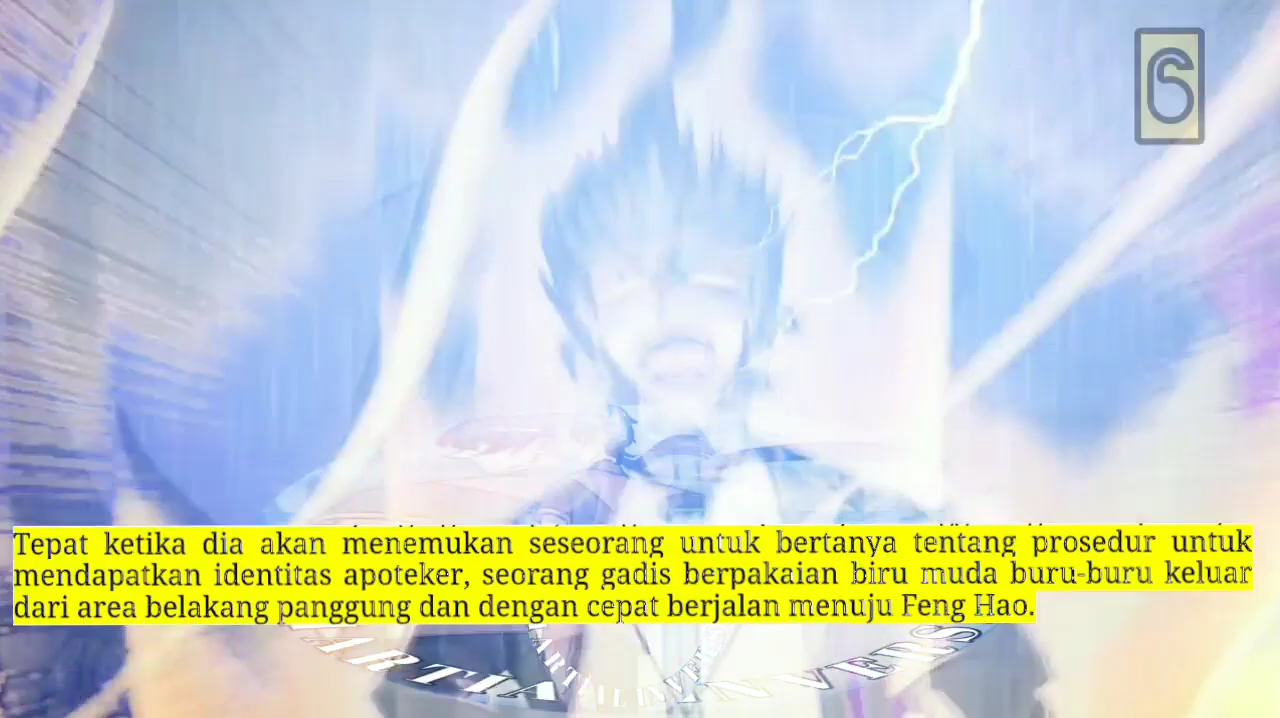 6
Tepat ketika dia akan menemukan seseorang untuk bertanya tentang prosedur untuk
mendapatkan identitas apoteker, seorang gadis berpakaian biru muda buru-buru keluar
dari area belakang panggung dan dengan cepat berjalan menuju Feng Hao.